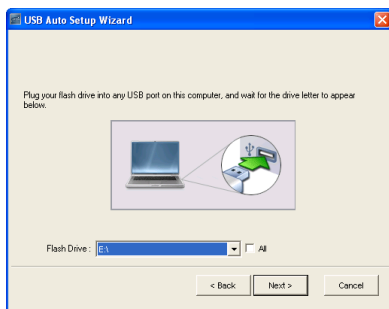 USB Auto Setup Wizard
Plug your flash drive into any USB port on this computer, and wait for the drive letter to appear
below.
Flash Drive : E:\ All
< Back Next > Cancel